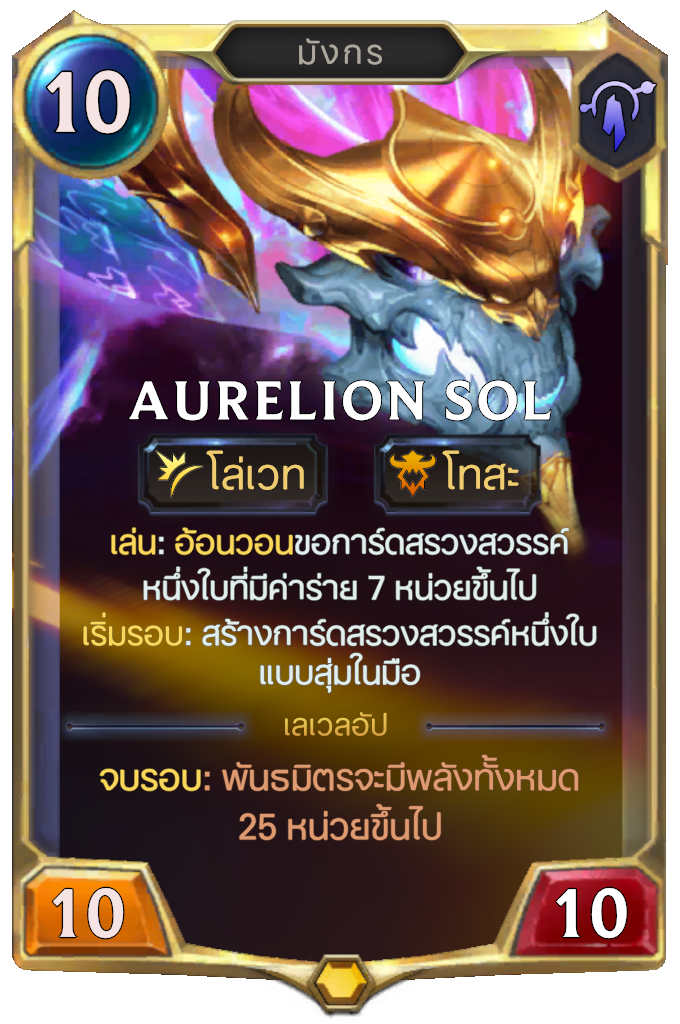 มังกร
10
AURELION SOL
โล่เวท
โทสะ
เล่น: อ้อนวอนขอการ์ดสรวงสวรรค์
หนึ่งใบที่มีค่าร่าย 7 หน่วยขึ้นไป
เริ่มรอบ: สร้างการ์ดสรวงสวรรค์หนึ่งใบ
แบบสุ่มในมือ
เลเวลอัป
จบรอบ: พันธมิตรจะมีพลังทั้งหมด
25 หน่วยขึ้นไป
10
10